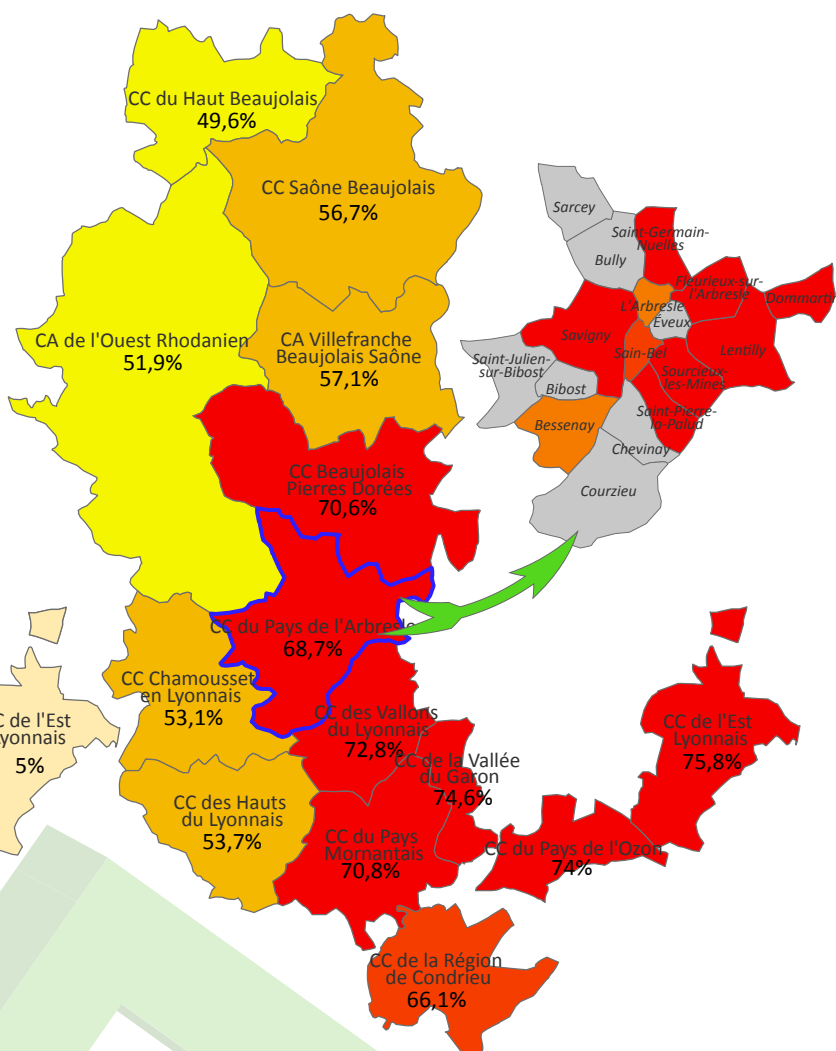 CC du Haut Beaujolais
49,6%
CC Saône Beaujolais
56,7%
CA de l'Ouest Rhodanien
51,9%
CA Villefranche
Beaujolais Saône
57,1%
CC Beaujolais
Pierres Dorées
70,6%
CC du Pays de l'Arbresle
68,7%
CC Chamousset
en Lyonnais
53,1%
CC des Vallons
du Lyonnais
72,8%
CC de la Vallée
du Garon
74,6%
CC des Hauts
du Lyonnais
53,7%
CC du Pays
Mornantais
70,8%
CC du Pays de l'Ozon
74%
CC de l'Est
Lyonnais
75,8%
CC de la Région
de Condrieu
66,1%
C de l'Est
yonnais
5%
Sarcey
Bully
Saint-Germain-
Nuelles
Fleurieux-sur-
l'Arbresle
Dommartin
L'Arbresle
Éveux
Savigny
Sain-Bel
Lentilly
Saint-Julien-
sur-Bibost
Bibost
Sourcieux-
les-Mines
Saint-Pierre-
la-Palud
Bessenay
Chevinay
Courzieu